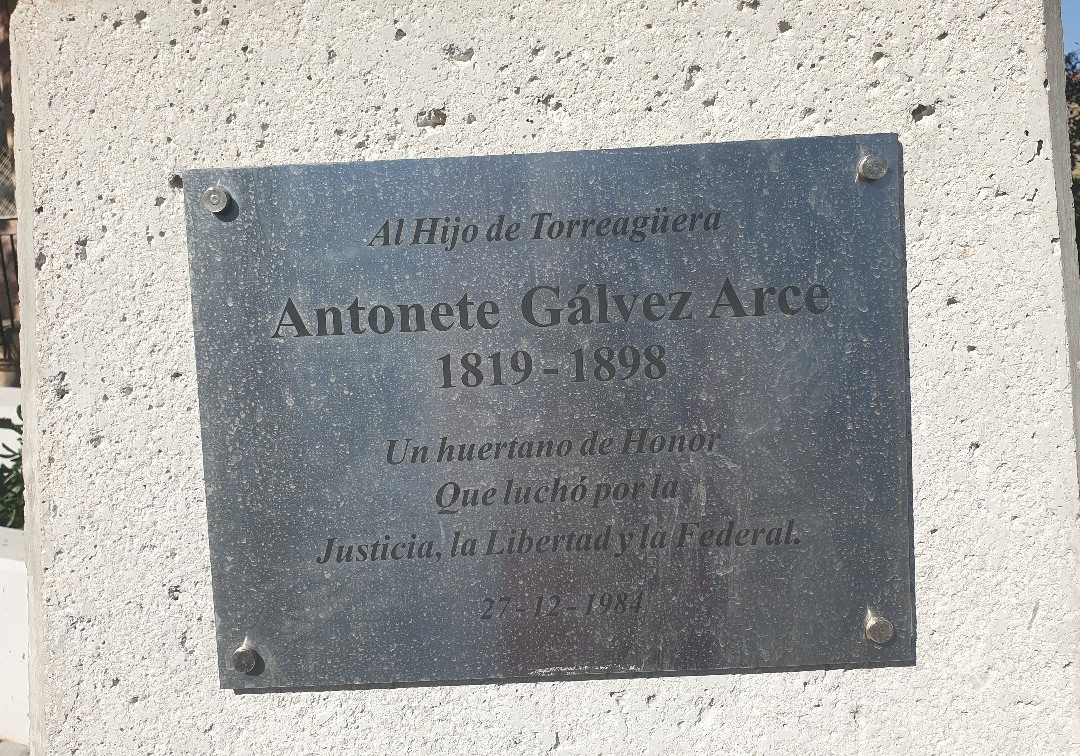 Al Hijo de Torreagüera
Antonete Gálvez Arce
1819 - 1898
Un huertano de Honor
Que luchó por la
Justicia, la Libertad y la Federal.
27 - 12 - 1984